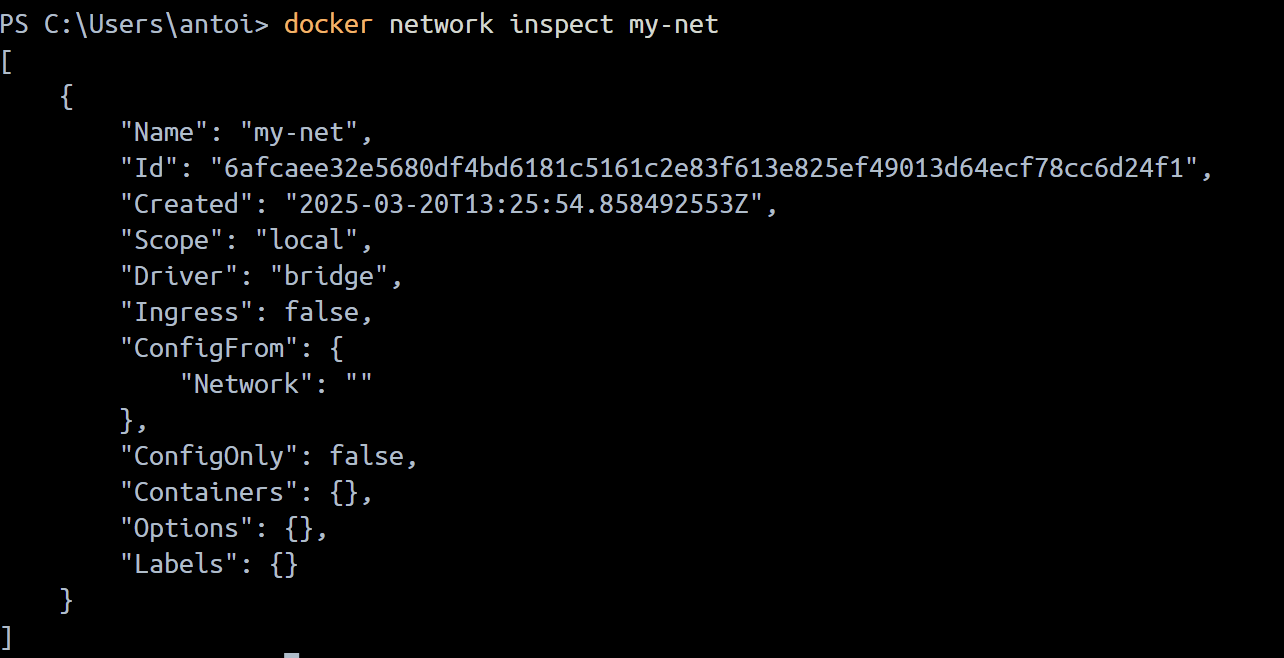 PS C:\Users\antoi> docker network inspect my-net
[
    {
        "Name": "my-net",
        "Id": "6afcaee32e5680df4bd6181c5161c2e83f613e825ef49013d64ecf78cc6d24f1",
        "Created": "2025-03-20T13:25:54.858492553Z",
        "Scope": "local",
        "Driver": "bridge",
        "Ingress": false,
        "ConfigFrom": {
            "Network": ""
        },
        "ConfigOnly": false,
        "Containers": {},
        "Options": {},
        "Labels": {}
    }
]